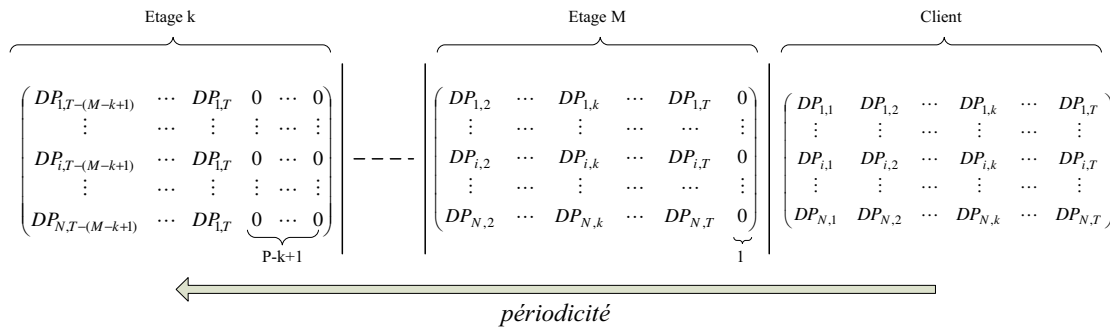 Etage k Etage M Client
DP1,T−(M−k+1) ⋯ DP1,T 0 ⋯ 0 DP1,2 ⋯ DP1,k ⋯ DP1,T 0 DP1,1 DP1,2 ⋯ DP1,k ⋯ DP1,T
⋮ ⋯ ⋮ ⋮ ⋯ ⋮ ⋮ ⋯ ⋮ ⋯ ... ⋮ ⋮ ⋮ ⋯ ⋮ ⋯ ⋮
DPi,T−(M−k+1) ⋯ DP1,T 0 ⋯ 0 DPi,2 ⋯ DPi,k ⋯ DPi,T 0 DPi,1 DPi,2 ⋯ DPi,k ⋯ DPi,T
⋮ ⋯ ⋮ ⋮ ⋯ ⋮ ⋮ ⋯ ⋮ ⋯ ... ⋮ ⋮ ⋮ ⋯ ⋮ ⋯ ⋮
DPN,T−(M−k+1) ⋯ DP1,T 0 ⋯ 0 DPN,2 ⋯ DPN,k ⋯ DPN,T 0 DPN,1 DPN,2 ⋯ DPN,k ⋯ DPN,T
P-k+1 1
périodicité